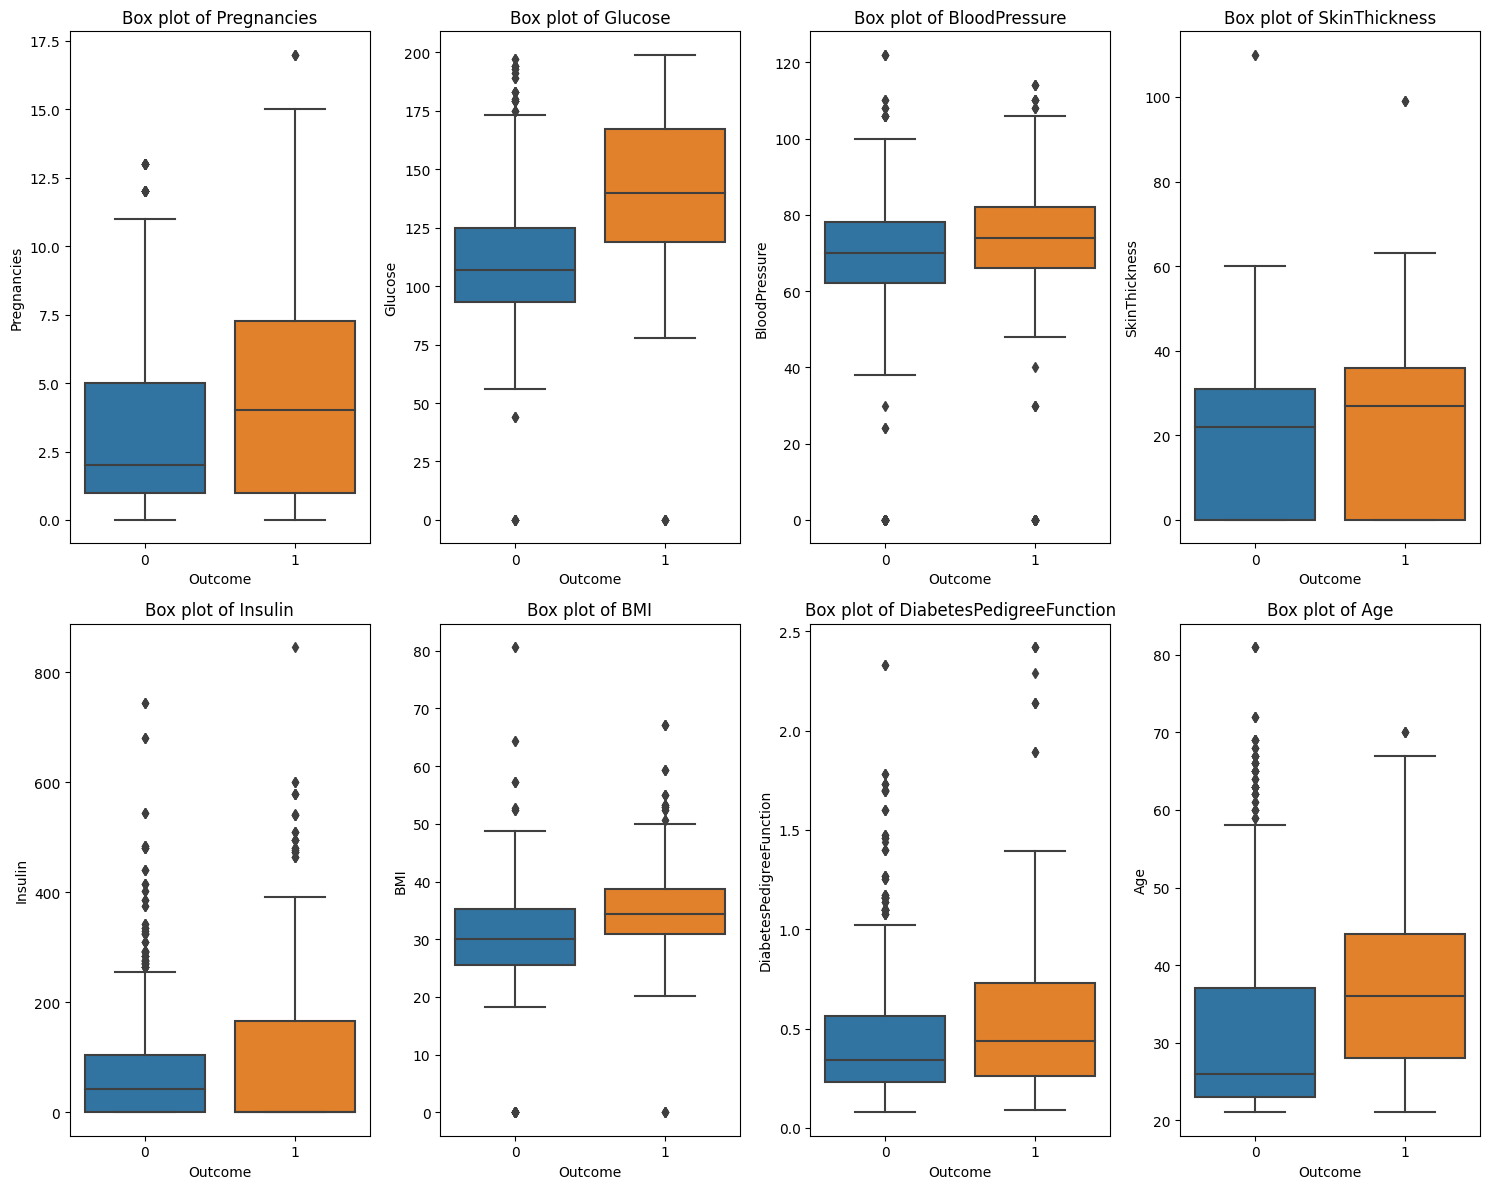 Box plot of Pregnancies
17.5
15.0
12.5
10.0
7.5
5.0
2.5
0.0
Pregnancies
0 1
Outcome
Box plot of Glucose
200
175
150
125
100
75
50
25
0
Glucose
0 1
Outcome
Box plot of BloodPressure
120
100
80
60
40
20
0
BloodPressure
0 1
Outcome
Box plot of SkinThickness
100
80
60
40
20
0
SkinThickness
0 1
Outcome
Box plot of Insulin
800
600
400
200
0
Insulin
0 1
Outcome
Box plot of BMI
80
70
60
50
40
30
20
10
0
BMI
0 1
Outcome
Box plot of DiabetesPedigreeFunction
2.5
2.0
1.5
1.0
0.5
0.0
DiabetesPedigreeFunction
0 1
Outcome
Box plot of Age
80
70
60
50
40
30
20
Age
0 1
Outcome